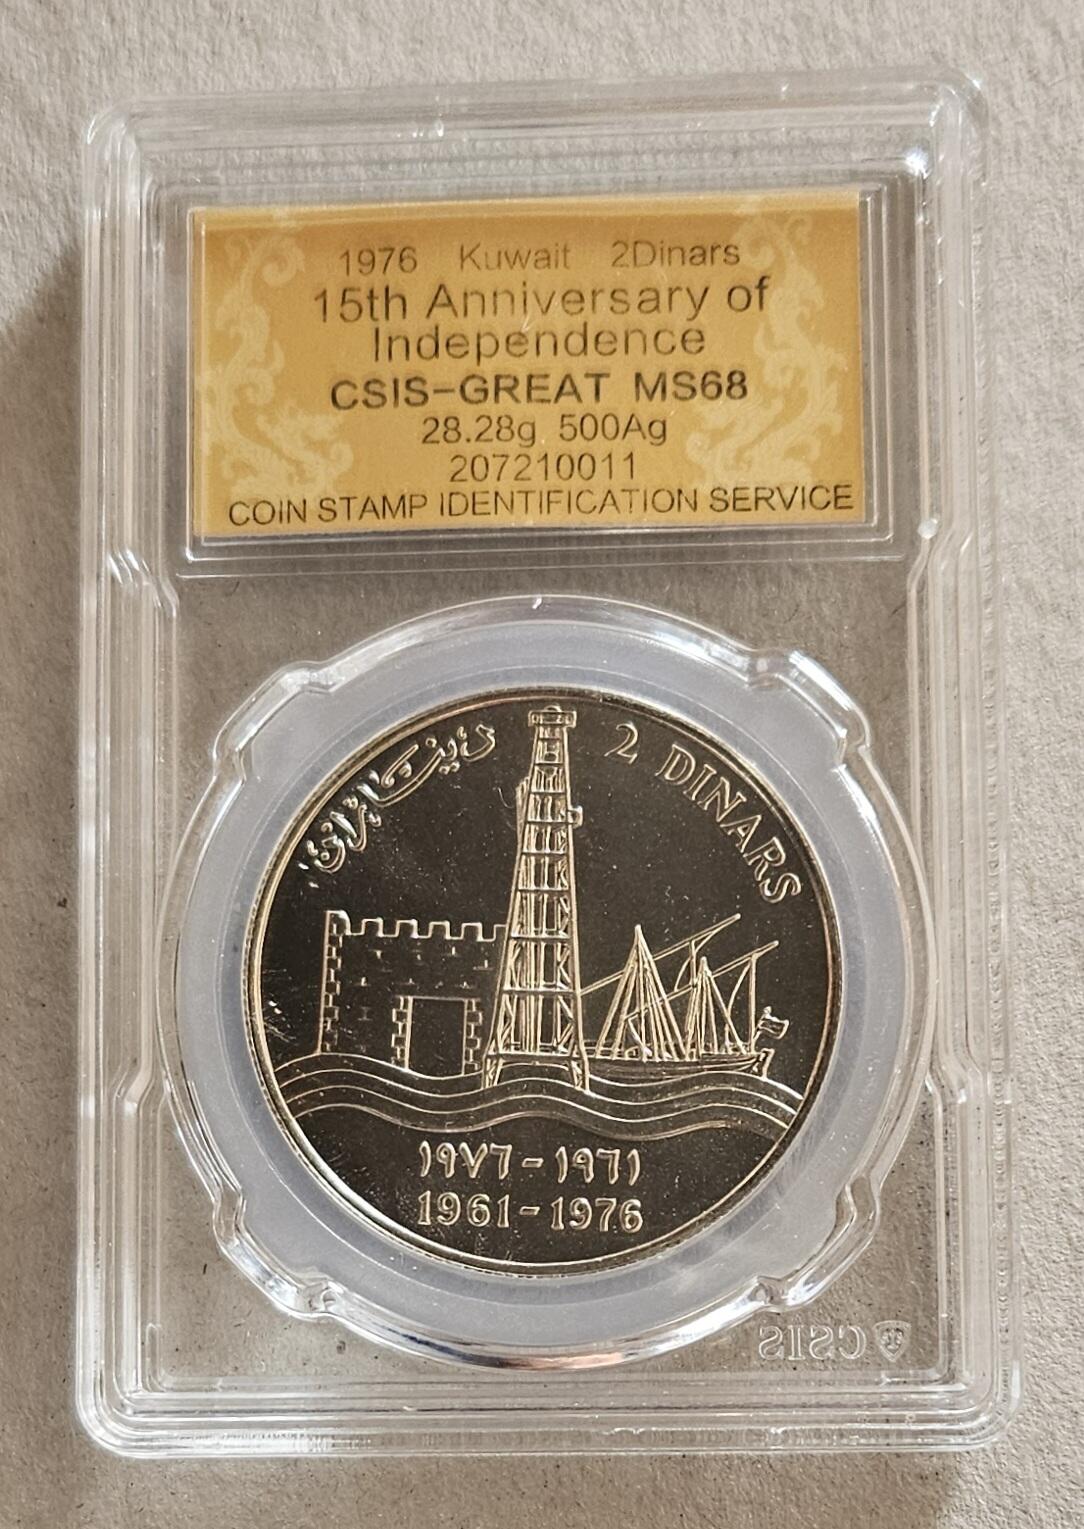 1976 Kuwait 2Dinars
15th Anniversary of
Independence
CSIS-GREAT MS68
28.28g 500Ag
207210011
COIN STAMP IDENTIFICATION SERVICE
2 DINARS
١٩٦١ - ١٩٧٦
1961-1976
CSIS